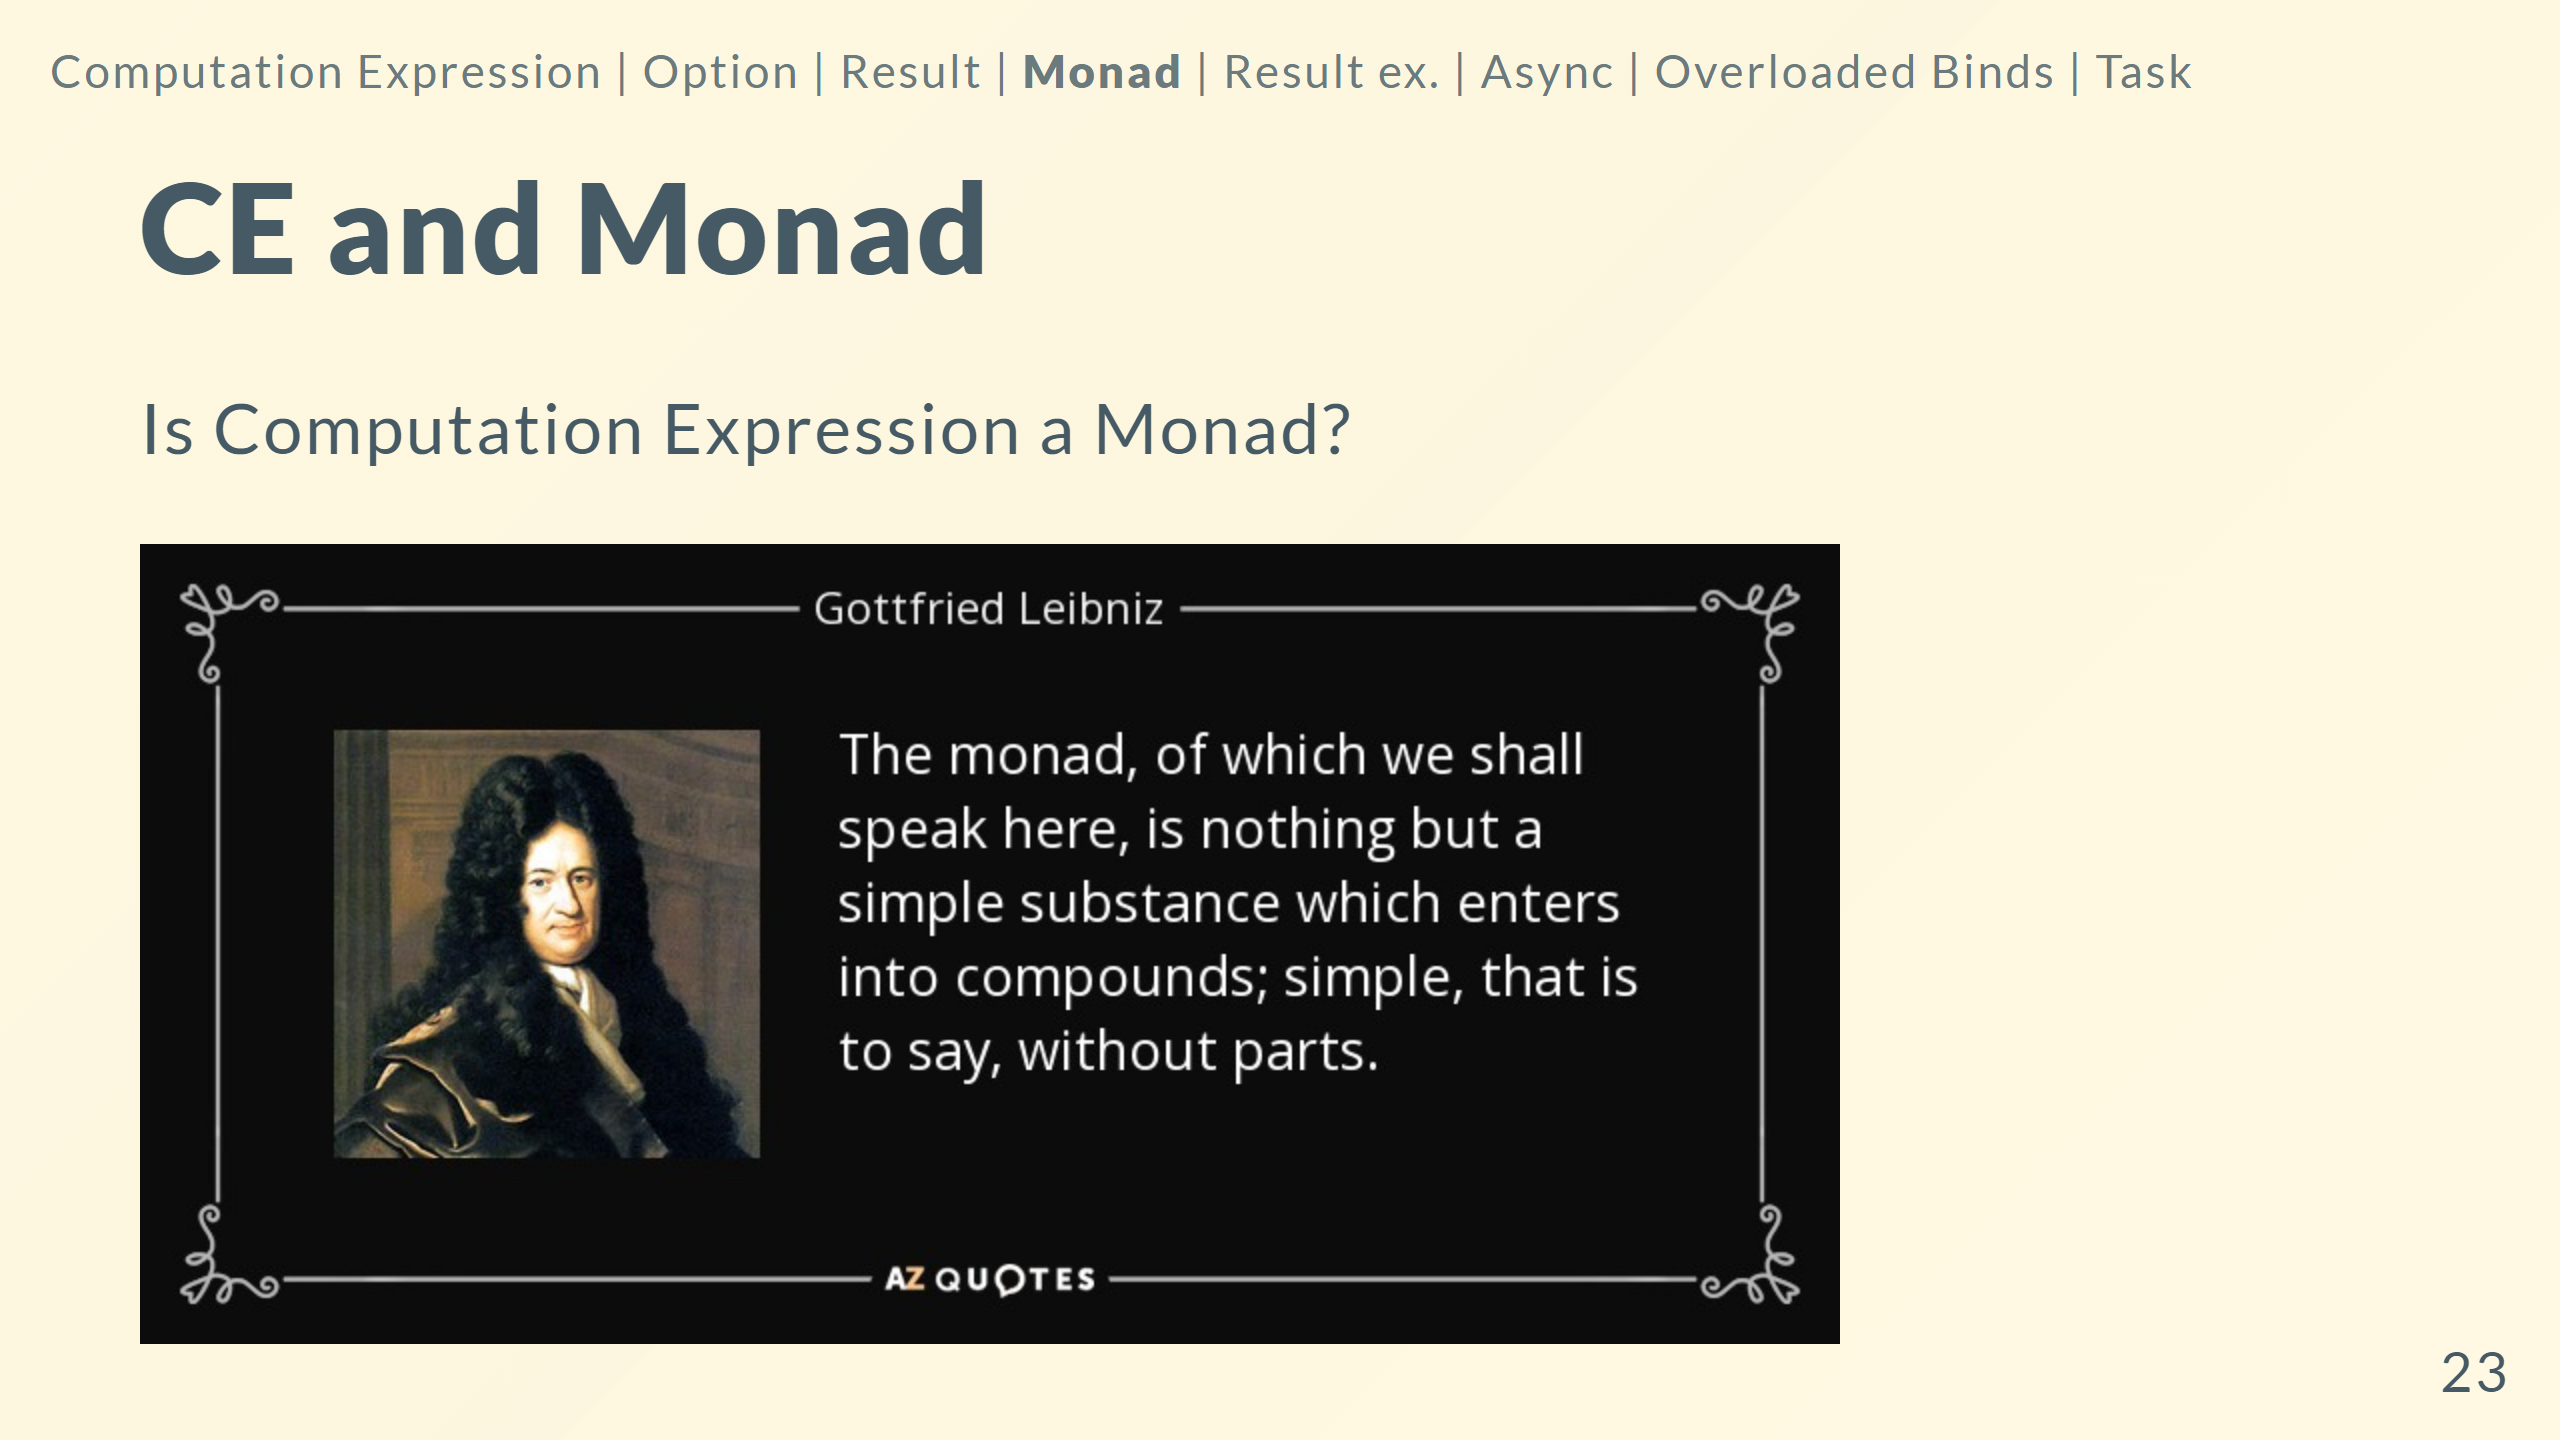 Computation Expression | Option | Result | Monad | Result ex. | Async | Overloaded Binds | Task
CE and Monad
Is Computation Expression a Monad?
Gottfried Leibniz
The monad, of which we shall
speak here, is nothing but a
simple substance which enters
into compounds; simple, that is
to say, without parts.
AZ QUOTES
23